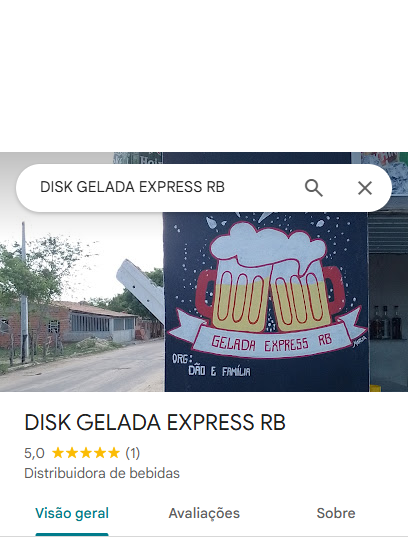 Hei
DISK GELADA EXPRESS RB
GELADA EXPRESS RB
ORG:
DÃO E FAMÍLIA
DISK GELADA EXPRESS RB
5,0 (1)
Distribuidora de bebidas
Visão geral
Avaliações
Sobre